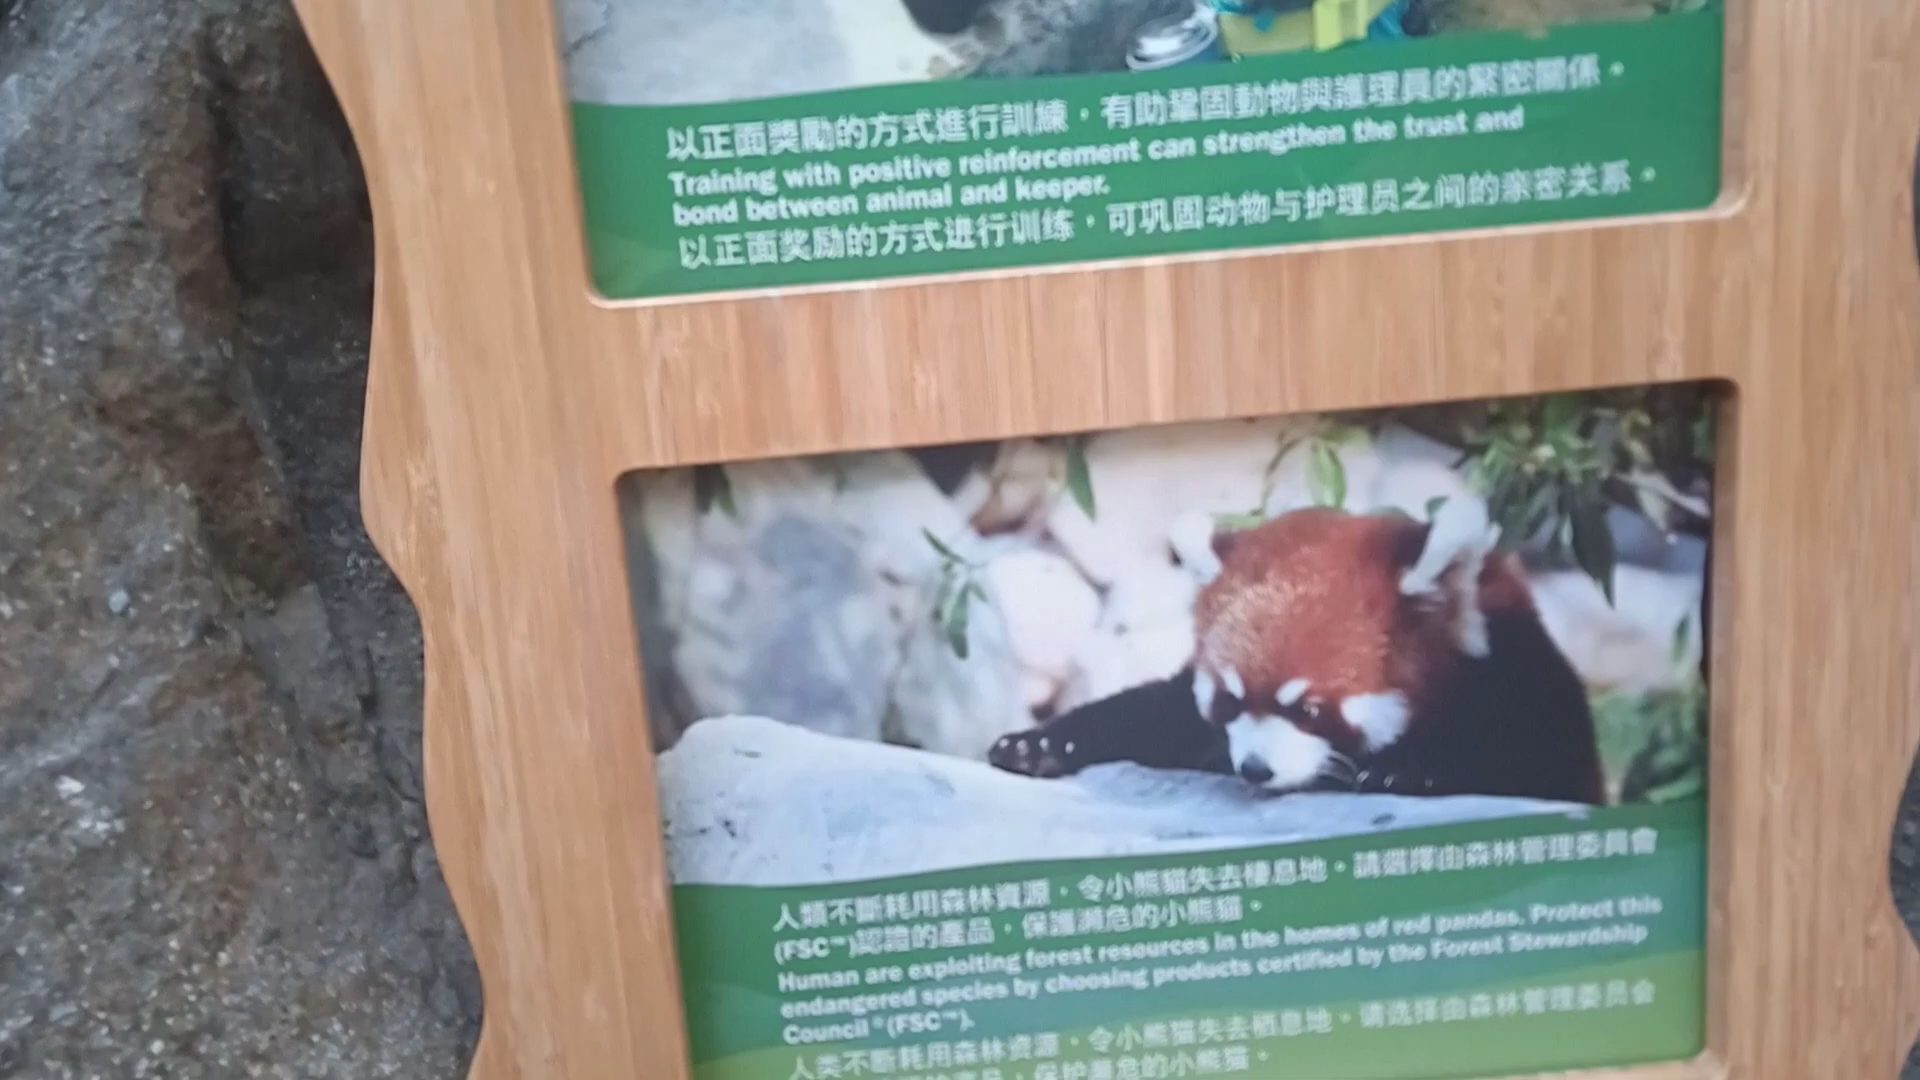 以正面獎勵的方式進行訓練，有助鞏固動物與護理員的緊密關係。
Training with positive reinforcement can strengthen the trust and
bond between animal and keeper.
以正面奖励的方式进行训练，可巩固动物与护理员之间的亲密关系。
人類不斷耗用森林資源，令小熊貓失去棲息地。請選擇由森林管理委員會
(FSC™)認證的產品，保護瀕危的小熊貓。
Human are exploiting forest resources in the homes of red pandas. Protect this
endangered species by choosing products certified by the Forest Stewardship
Council®(FSC™).
人类不断耗用森林资源，令小熊猫失去栖息地。请选择由森林管理委员会
保护濒危的小熊猫。